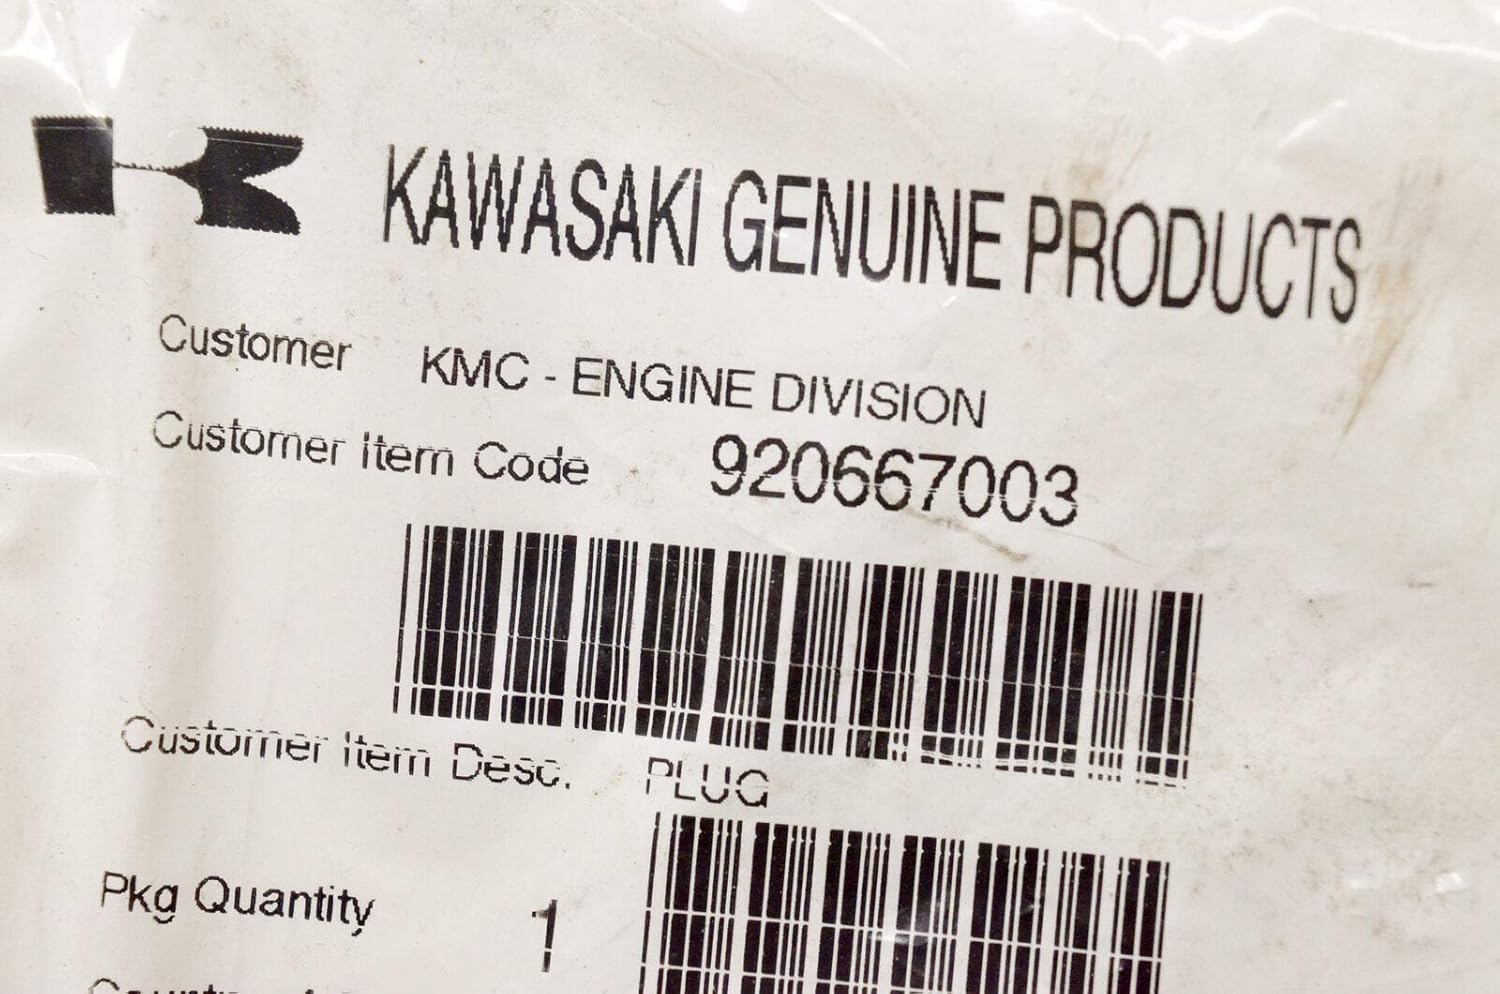 KAWASAKI GENUINE PRODUCTS
Customer KMC - ENGINE DIVISION
Customer Item Code 920667003
Customer Item Desc. PLUG
Pkg Quantity 1